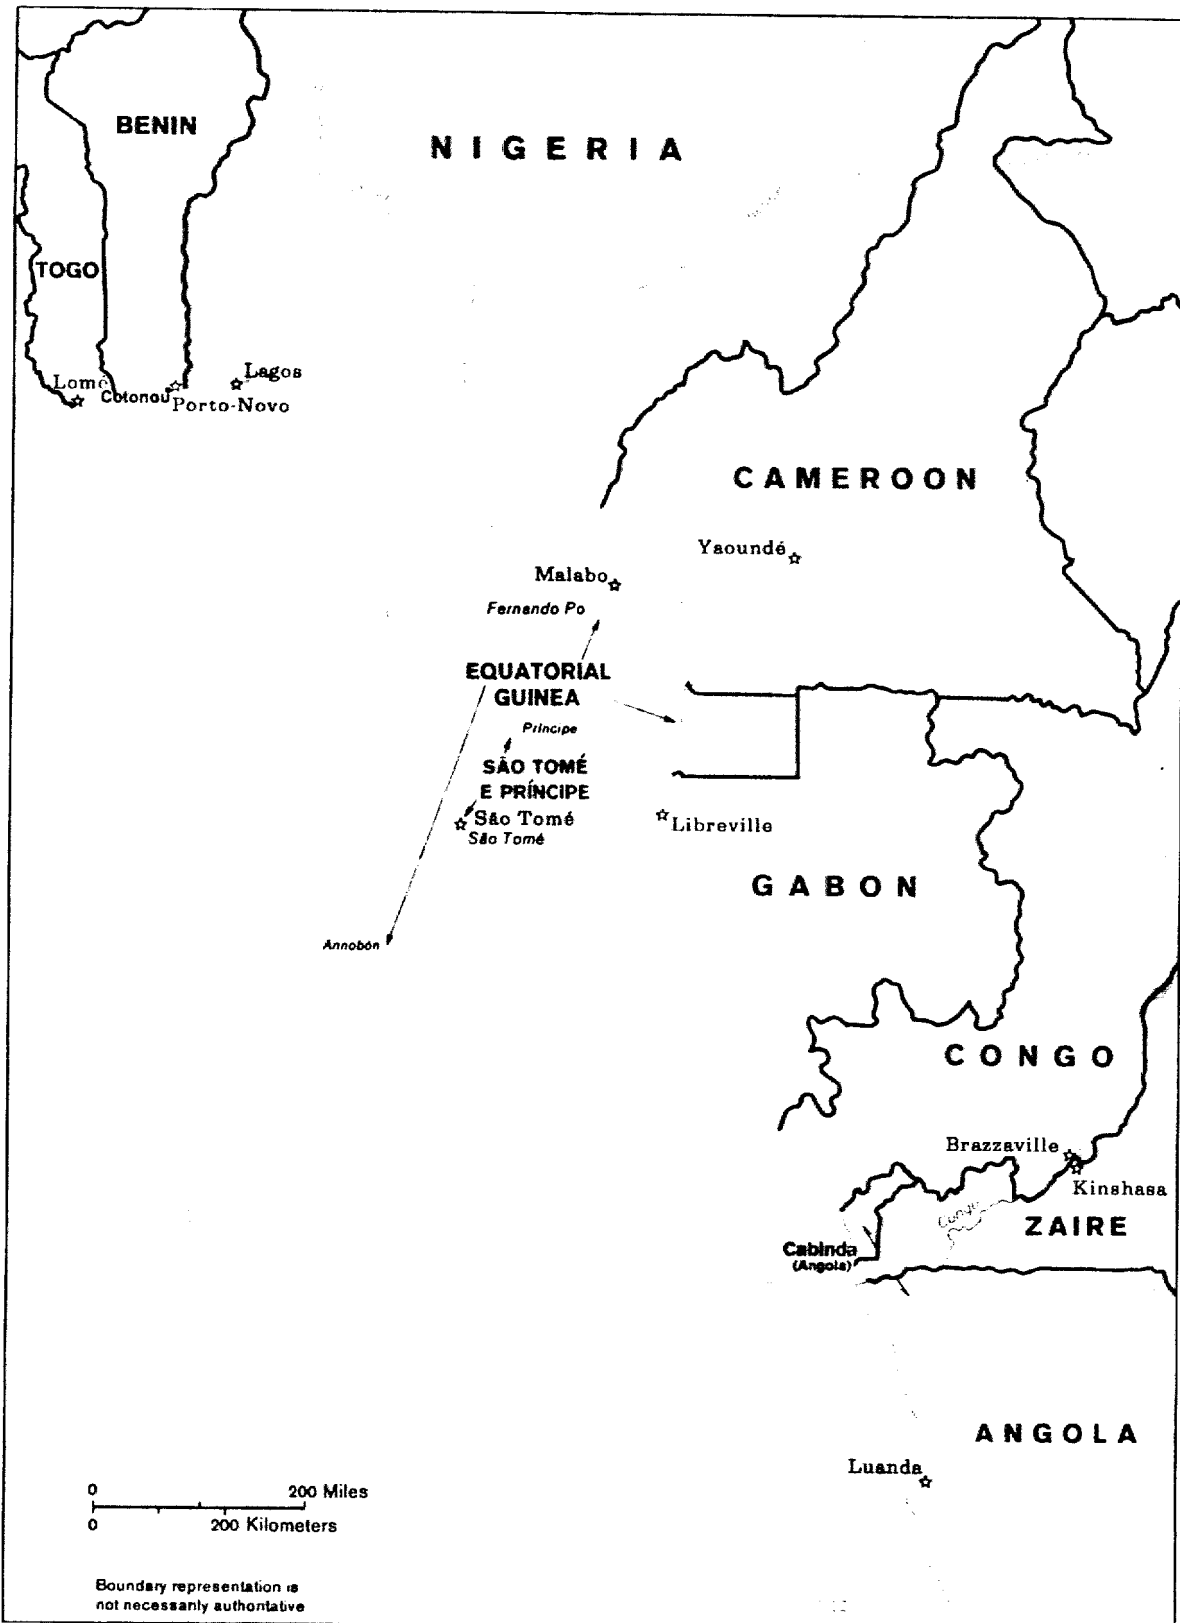 BENIN
NIGERIA
TOGO
Lomé
Cotonou
Porto-Novo
Lagos
CAMEROON
Yaoundé
Malabo
Fernando Po
EQUATORIAL
GUINEA
Príncipe
SÃO TOMÉ
E PRÍNCIPE
São Tomé
São Tomé
Libreville
GABON
Annobón
CONGO
Brazzaville
Kinshasa
Congo
ZAIRE
Cabinda
(Angola)
ANGOLA
Luanda
0 200 Miles
0 200 Kilometers
Boundary representation is
not necessarily authoritative